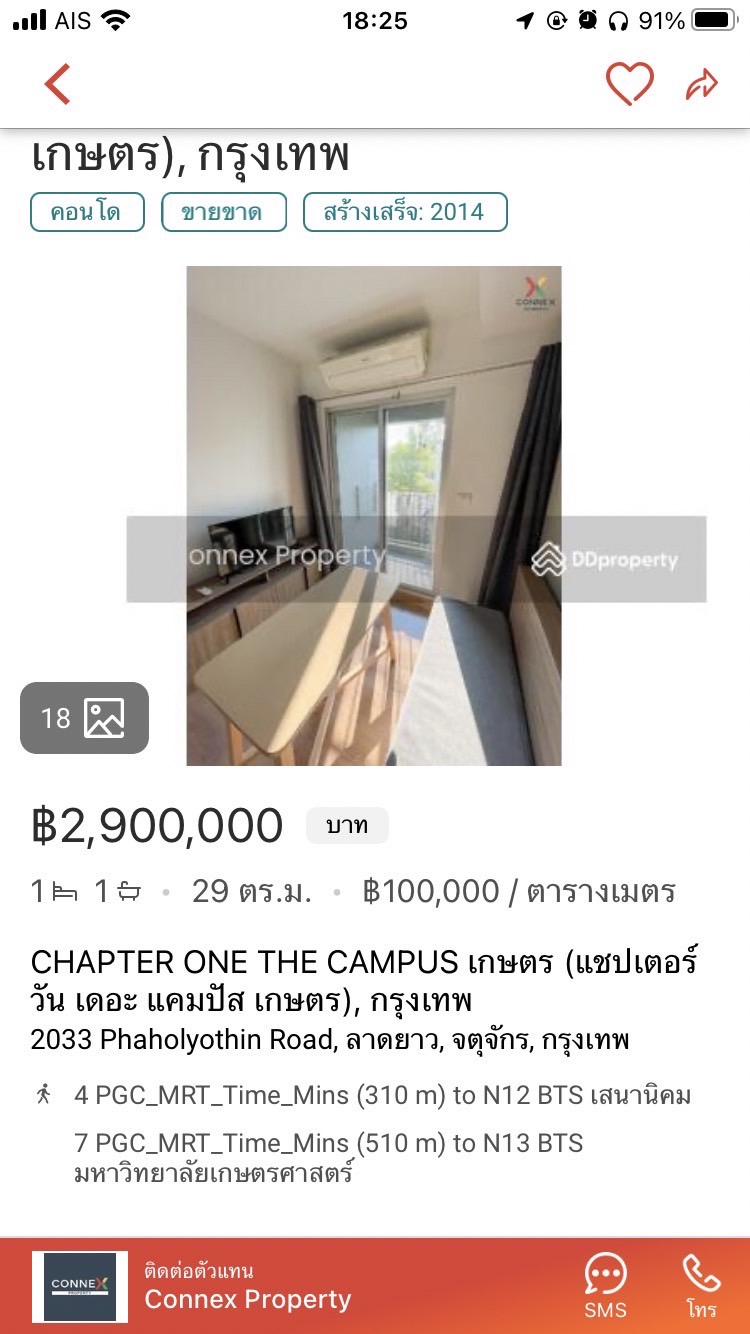 AIS
18:25
91%
เกษตร), กรุงเทพ
คอนโด
ขายขาด
สร้างเสร็จ: 2014
CONNEX
onnex Property
DDproperty
18
฿2,900,000
บาท
1 1 • 29 ตร.ม. • ฿100,000 / ตารางเมตร
CHAPTER ONE THE CAMPUS เกษตร (แชปเตอร์
วัน เดอะ แคมปัส เกษตร), กรุงเทพ
2033 Phaholyothin Road, ลาดยาว, จตุจักร, กรุงเทพ
4 PGC_MRT_Time_Mins (310 m) to N12 BTS เสนานิคม
7 PGC_MRT_Time_Mins (510 m) to N13 BTS
มหาวิทยาลัยเกษตรศาสตร์
CONNEX
ติดต่อตัวแทน
Connex Property
SMS
โทร